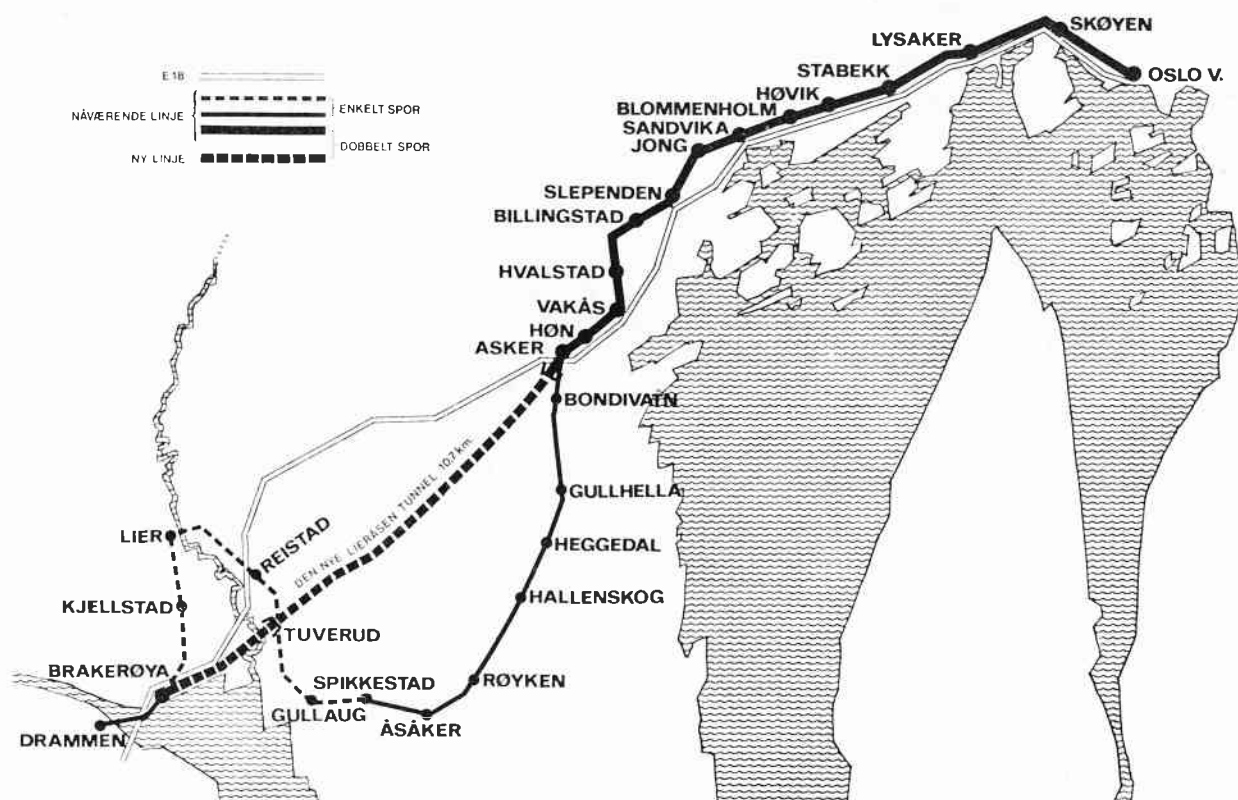 SKØYEN
LYSAKER
OSLO V.
E 18
STABEKK
NÅVÆRENDE LINJE
ENKELT SPOR
HØVIK
BLOMMENHOLM
SANDVIKA
JONG
DOBBELT SPOR
NY LINJE
SLEPENDEN
BILLINGSTAD
HVALSTAD
VAKÅS
HØN
ASKER
BONDIVATN
DEN NYE LIERÅSEN TUNNEL 10,7 km.
GULLHELLA
LIER
REISTAD
HEGGEDAL
KJELLSTAD
HALLENSKOG
TUVERUD
BRAKERØYA
SPIKKESTAD
RØYKEN
GULLAUG
ÅSÅKER
DRAMMEN